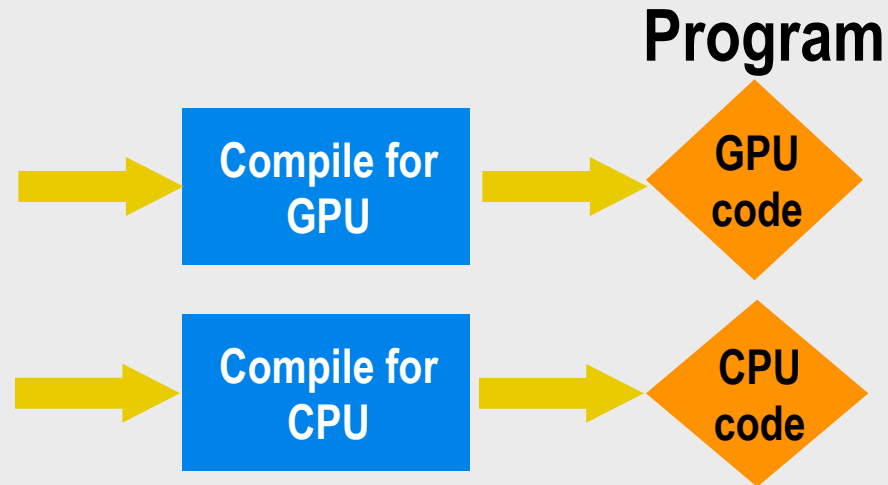 Program
Compile for
GPU
GPU
code
Compile for
CPU
CPU
code